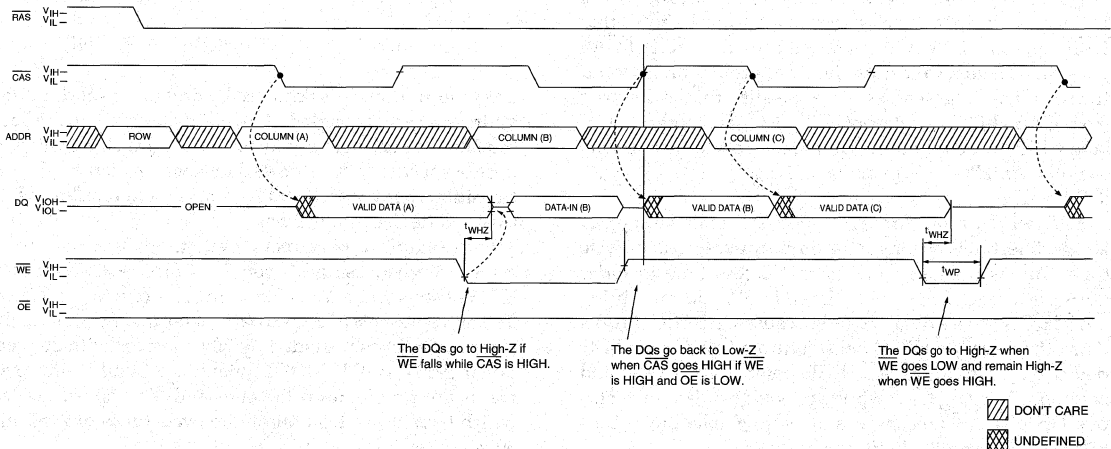 RAS VIH VIL
CAS VIH VIL
ADDR VIH VIL ROW COLUMN (A) COLUMN (B) COLUMN (C)
DQ VIOH VIOL OPEN VALID DATA (A) DATA-IN (B) VALID DATA (B) VALID DATA (C)
tWHZ tWHZ
WE VIH VIL tWP
OE VIH VIL
The DQs go to High-Z if
WE falls while CAS is HIGH.
The DQs go back to Low-Z
when CAS goes HIGH if WE
is HIGH and OE is LOW.
The DQs go to High-Z when
WE goes LOW and remain High-Z
when WE goes HIGH.
DON'T CARE
UNDEFINED